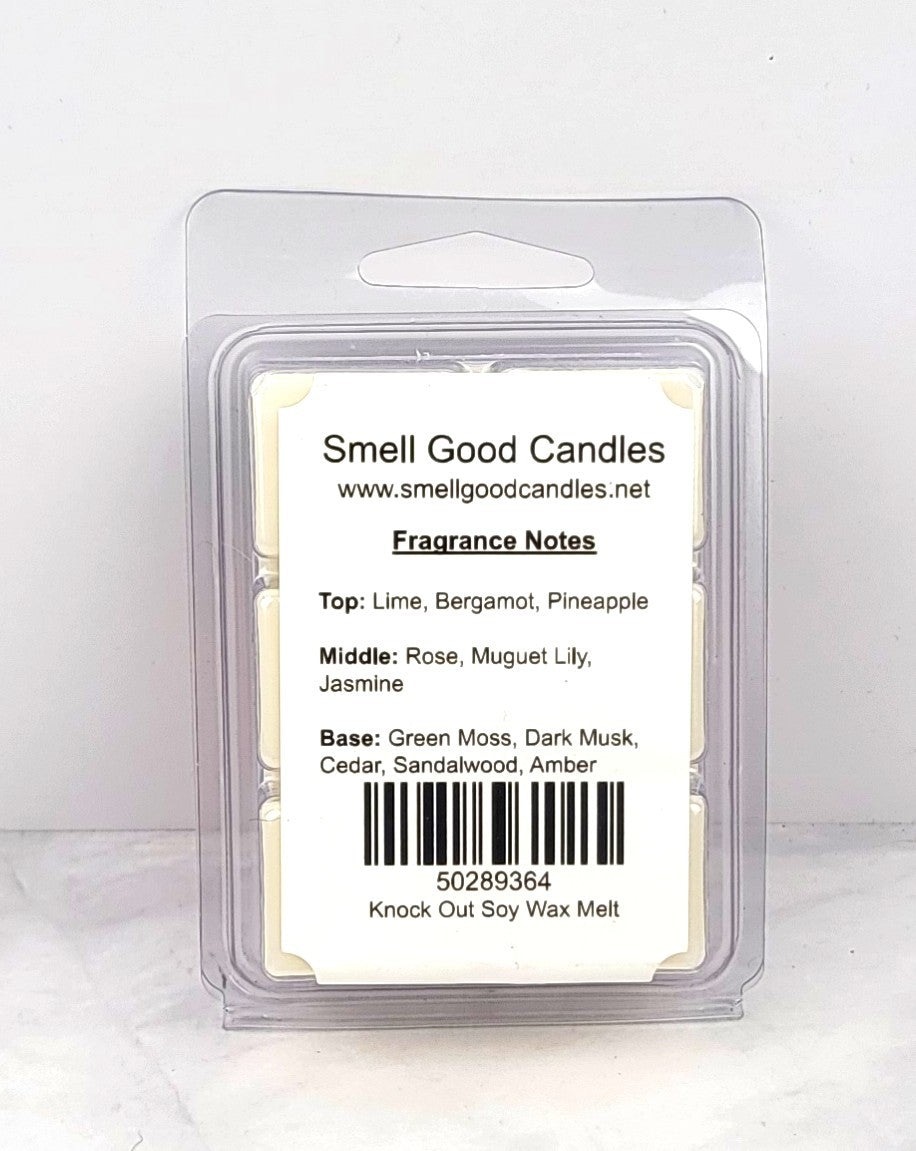 Smell Good Candles
www.smellgoodcandles.net
Fragrance Notes
Top: Lime, Bergamot, Pineapple
Middle: Rose, Muguet Lily,
Jasmine
Base: Green Moss, Dark Musk,
Cedar, Sandalwood, Amber
50289364
Knock Out Soy Wax Melt